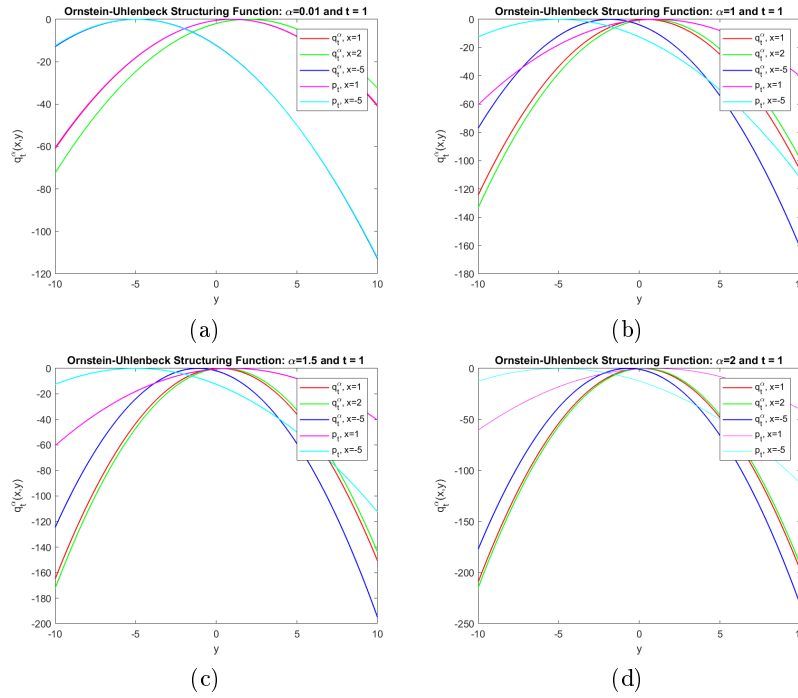 Ornstein-Uhlenbeck Structuring Function: α=0.01 and t = 1
q_t^α(x,y)
0
-20
-40
-60
-80
-100
-120
-10
-5
0
5
10
y
q_t^α, x=1
q_t^α, x=2
q_t^α, x=-5
p_t, x=1
p_t, x=-5
(a)
Ornstein-Uhlenbeck Structuring Function: α=1 and t = 1
q_t^α(x,y)
0
-20
-40
-60
-80
-100
-120
-140
-160
-180
-10
-5
0
5
10
y
q_t^α, x=1
q_t^α, x=2
q_t^α, x=-5
p_t, x=1
p_t, x=-5
(b)
Ornstein-Uhlenbeck Structuring Function: α=1.5 and t = 1
q_t^α(x,y)
0
-20
-40
-60
-80
-100
-120
-140
-160
-180
-200
-10
-5
0
5
10
y
q_t^α, x=1
q_t^α, x=2
q_t^α, x=-5
p_t, x=1
p_t, x=-5
(c)
Ornstein-Uhlenbeck Structuring Function: α=2 and t = 1
q_t^α(x,y)
0
-50
-100
-150
-200
-250
-10
-5
0
5
10
y
q_t^α, x=1
q_t^α, x=2
q_t^α, x=-5
p_t, x=1
p_t, x=-5
(d)